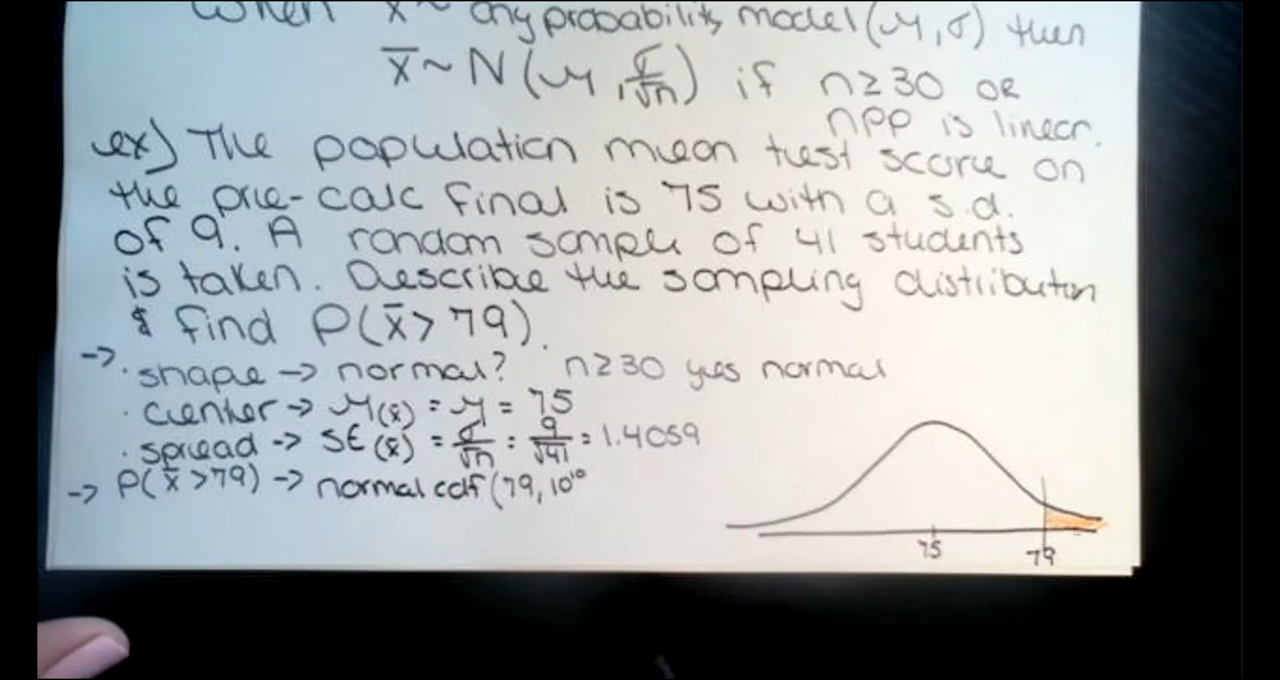 when x ~ any probability model (μ, σ) then
x̄ ~ N(μ, σ/√n) if n≥30 or
npp is linear.
ex) The population mean test score on
the pre-calc final is 75 with a s.d.
of 9. A random sample of 41 students
is taken. Describe the sampling distribution
& find P(x̄ > 79).
-> · shape -> normal? n≥30 yes normal
· center -> μ(x̄) = μ = 75
· spread -> SE(x̄) = σ/√n = 9/√41 = 1.4059
-> P(x̄ > 79) -> normalcdf(79, 10¹⁰
75
79